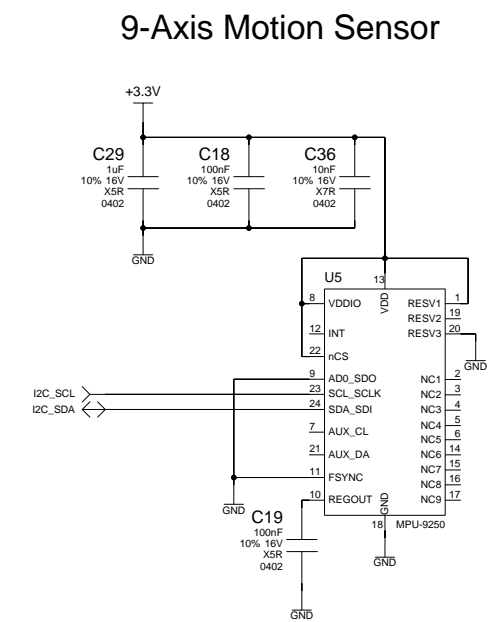 9-Axis Motion Sensor
+3.3V
C29
1uF
10% 16V
X5R
0402
C18
100nF
10% 16V
X5R
0402
C36
10nF
10% 16V
X7R
0402
GND
U5
13
VDD
8 VDDIO
RESV1 1
RESV2 19
12 INT
RESV3 20
22 nCS
GND
9 AD0_SDO
NC1 2
I2C_SCL
23 SCL_SCLK
NC2 3
I2C_SDA
24 SDA_SDI
NC3 4
7 AUX_CL
NC4 5
NC5 6
21 AUX_DA
NC6 14
NC7 15
11 FSYNC
NC8 16
10 REGOUT
NC9 17
GND
GND
18
MPU-9250
C19
100nF
10% 16V
X5R
0402
GND
GND